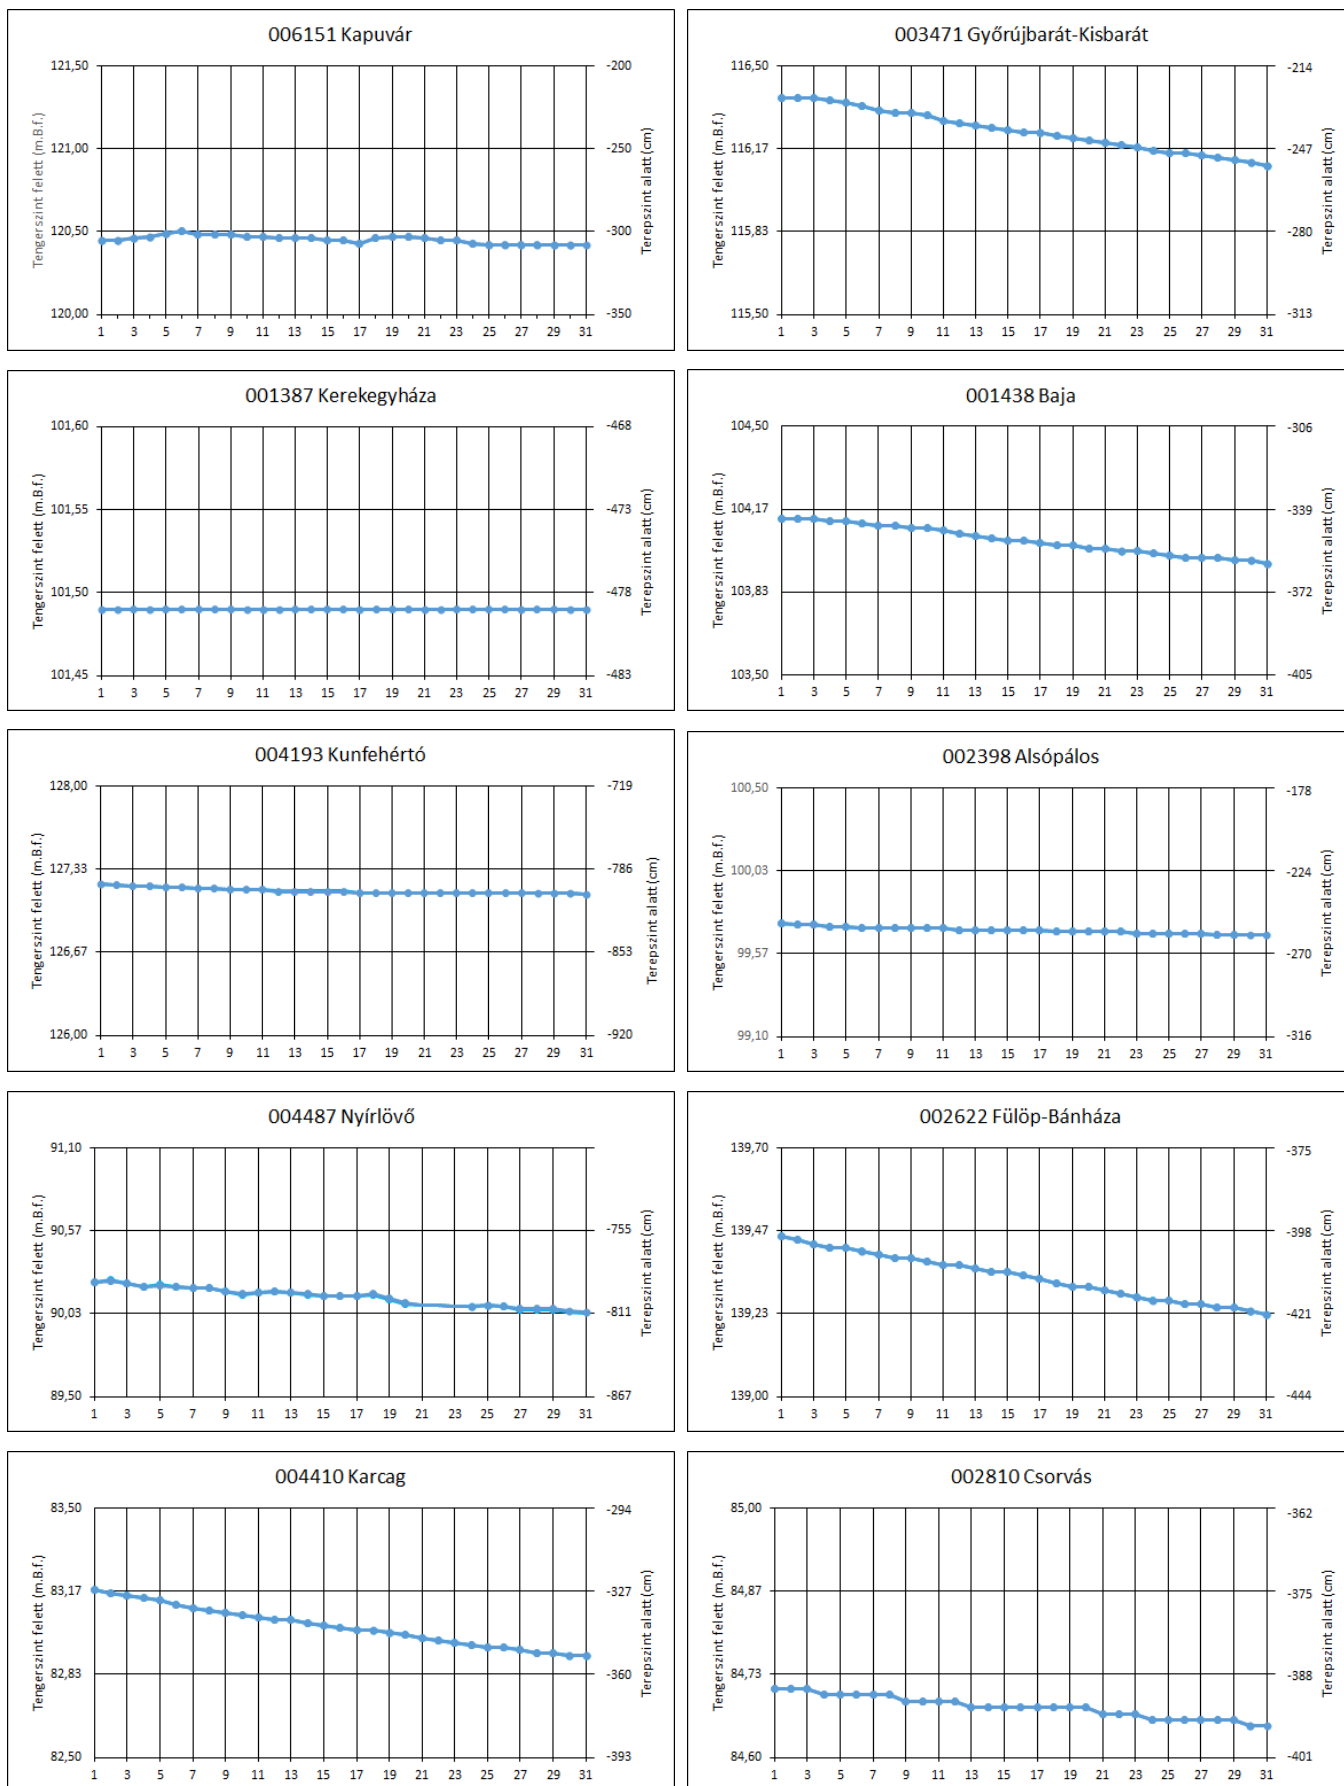 006151 Kapuvár
Tengerszint felett (m.B.f.)
121,50
121,00
120,50
120,00
-200
-250
-300
-350
Terepszint alatt (cm)
1 3 5 7 9 11 13 15 17 19 21 23 25 27 29 31
003471 Győrújbarát-Kisbarát
Tengerszint felett (m.B.f.)
116,50
116,17
115,83
115,50
-214
-247
-280
-313
Terepszint alatt (cm)
1 3 5 7 9 11 13 15 17 19 21 23 25 27 29 31
001387 Kerekegyháza
Tengerszint felett (m.B.f.)
101,60
101,55
101,50
101,45
-468
-473
-478
-483
Terepszint alatt (cm)
1 3 5 7 9 11 13 15 17 19 21 23 25 27 29 31
001438 Baja
Tengerszint felett (m.B.f.)
104,50
104,17
103,83
103,50
-306
-339
-372
-405
Terepszint alatt (cm)
1 3 5 7 9 11 13 15 17 19 21 23 25 27 29 31
004193 Kunfehértó
Tengerszint felett (m.B.f.)
128,00
127,33
126,67
126,00
-719
-786
-853
-920
Terepszint alatt (cm)
1 3 5 7 9 11 13 15 17 19 21 23 25 27 29 31
002398 Alsópálos
Tengerszint felett (m.B.f.)
100,50
100,03
99,57
99,10
-178
-224
-270
-316
Terepszint alatt (cm)
1 3 5 7 9 11 13 15 17 19 21 23 25 27 29 31
004487 Nyírlövő
Tengerszint felett (m.B.f.)
91,10
90,57
90,03
89,50
-755
-811
-867
Terepszint alatt (cm)
1 3 5 7 9 11 13 15 17 19 21 23 25 27 29 31
002622 Fülöp-Bánháza
Tengerszint felett (m.B.f.)
139,70
139,47
139,23
139,00
-375
-398
-421
-444
Terepszint alatt (cm)
1 3 5 7 9 11 13 15 17 19 21 23 25 27 29 31
004410 Karcag
Tengerszint felett (m.B.f.)
83,50
83,17
82,83
82,50
-294
-327
-360
-393
Terepszint alatt (cm)
1 3 5 7 9 11 13 15 17 19 21 23 25 27 29 31
002810 Csorvás
Tengerszint felett (m.B.f.)
85,00
84,87
84,73
84,60
-362
-375
-388
-401
Terepszint alatt (cm)
1 3 5 7 9 11 13 15 17 19 21 23 25 27 29 31